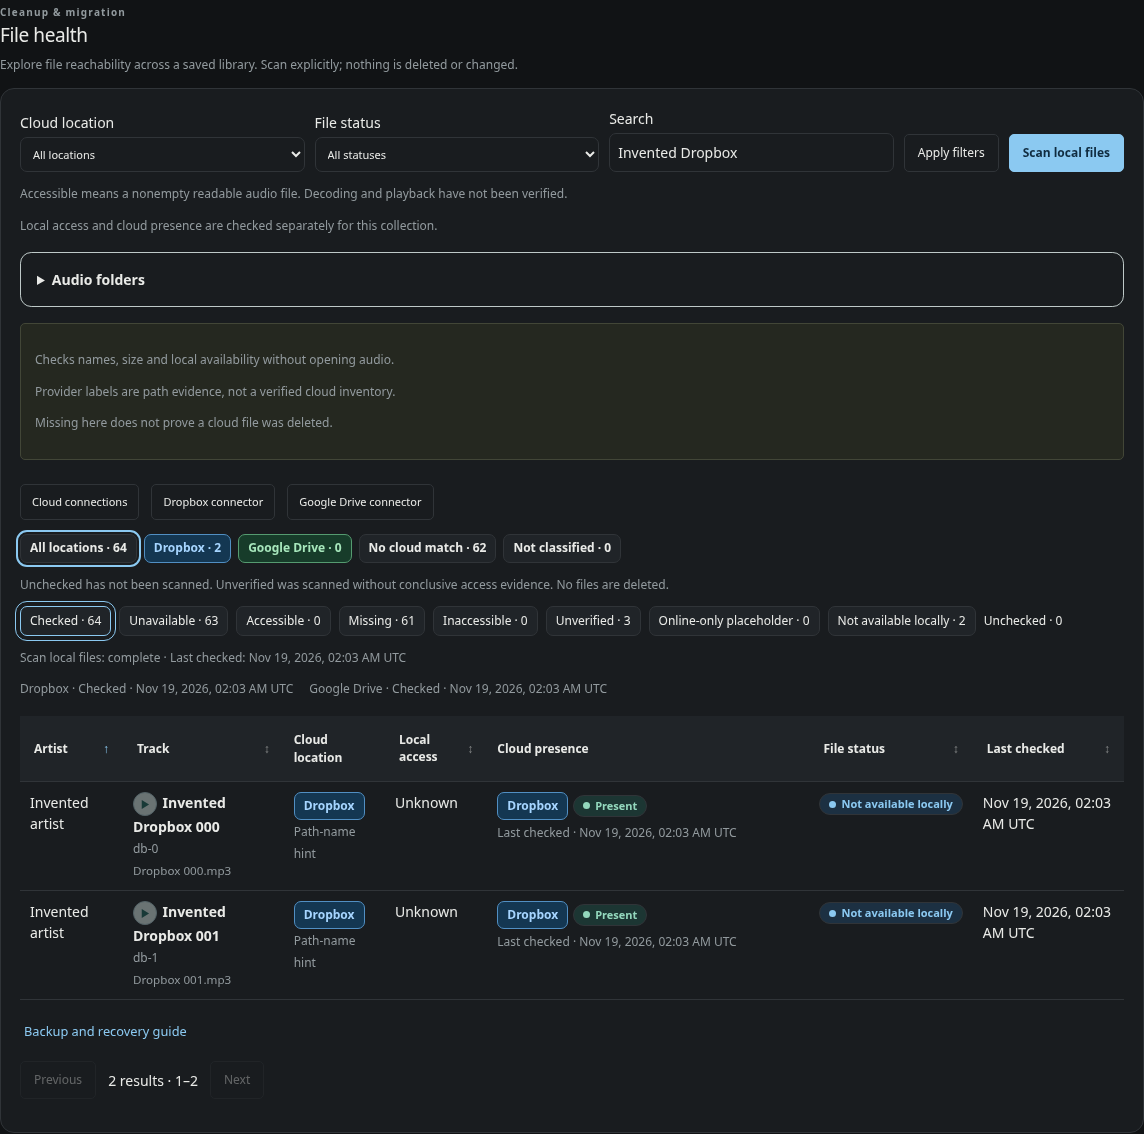 Cleanup & migration
File health
Explore file reachability across a saved library. Scan explicitly; nothing is deleted or changed.
Cloud location
File status
Search
All locations
All statuses
Invented Dropbox
Apply filters
Scan local files
Accessible means a nonempty readable audio file. Decoding and playback have not been verified.
Local access and cloud presence are checked separately for this collection.
▶ Audio folders
Checks names, size and local availability without opening audio.
Provider labels are path evidence, not a verified cloud inventory.
Missing here does not prove a cloud file was deleted.
Cloud connections
Dropbox connector
Google Drive connector
All locations · 64
Dropbox · 2
Google Drive · 0
No cloud match · 62
Not classified · 0
Unchecked has not been scanned. Unverified was scanned without conclusive access evidence. No files are deleted.
Checked · 64
Unavailable · 63
Accessible · 0
Missing · 61
Inaccessible · 0
Unverified · 3
Online-only placeholder · 0
Not available locally · 2
Unchecked · 0
Scan local files: complete · Last checked: Nov 19, 2026, 02:03 AM UTC
Dropbox · Checked · Nov 19, 2026, 02:03 AM UTC
Google Drive · Checked · Nov 19, 2026, 02:03 AM UTC
Artist ↑
Track ↕
Cloud
location
Local
access ↕
Cloud presence
File status ↕
Last checked ↕
Invented
artist
Invented
Dropbox 000
db-0
Dropbox 000.mp3
Dropbox
Path-name
hint
Unknown
Dropbox
Present
Last checked · Nov 19, 2026, 02:03 AM UTC
Not available locally
Nov 19, 2026, 02:03
AM UTC
Invented
artist
Invented
Dropbox 001
db-1
Dropbox 001.mp3
Dropbox
Path-name
hint
Unknown
Dropbox
Present
Last checked · Nov 19, 2026, 02:03 AM UTC
Not available locally
Nov 19, 2026, 02:03
AM UTC
Backup and recovery guide
Previous
2 results · 1–2
Next